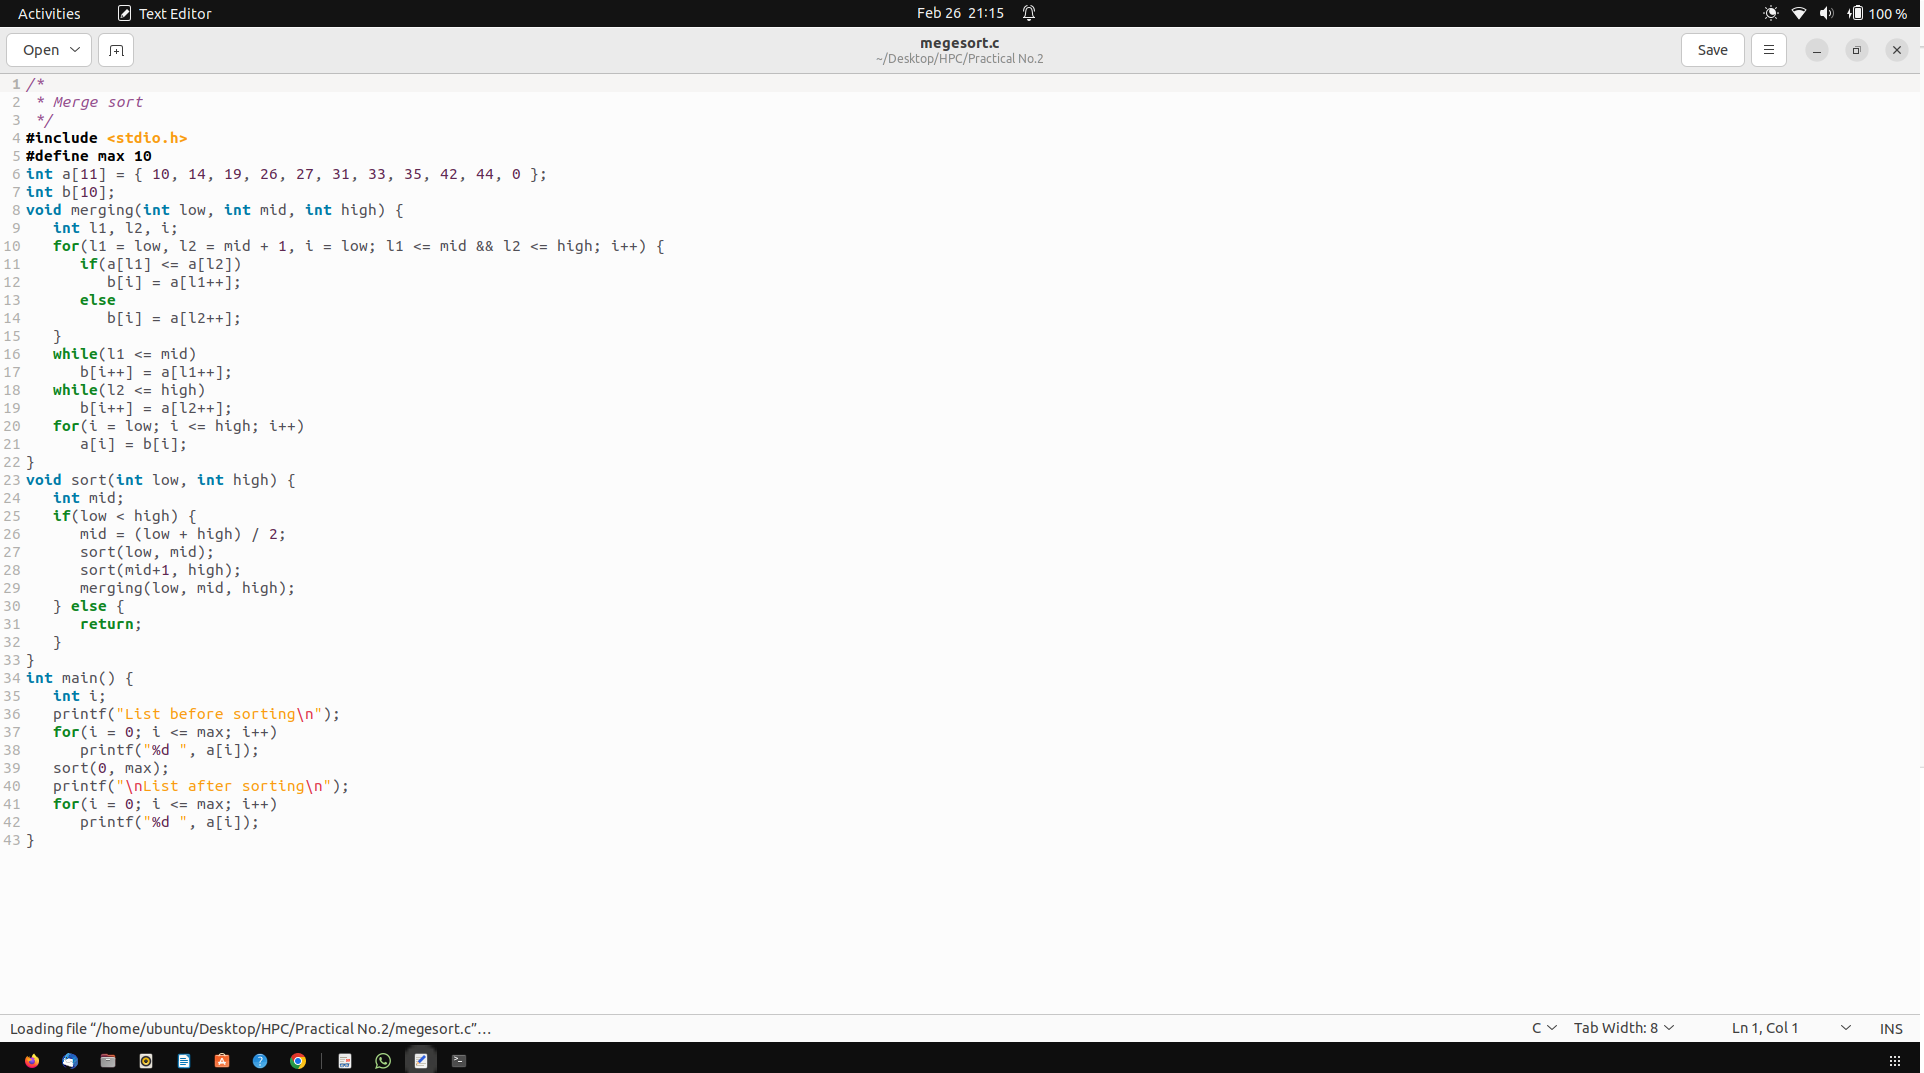 Activities Text Editor Feb 26 21:15 100 %
Open megesort.c Save
~/Desktop/HPC/Practical No.2
1 /*
2  * Merge sort
3  */
4 #include <stdio.h>
5 #define max 10
6 int a[11] = { 10, 14, 19, 26, 27, 31, 33, 35, 42, 44, 0 };
7 int b[10];
8 void merging(int low, int mid, int high) {
9    int l1, l2, i;
10    for(l1 = low, l2 = mid + 1, i = low; l1 <= mid && l2 <= high; i++) {
11       if(a[l1] <= a[l2])
12          b[i] = a[l1++];
13       else
14          b[i] = a[l2++];
15    }
16    while(l1 <= mid)
17       b[i++] = a[l1++];
18    while(l2 <= high)
19       b[i++] = a[l2++];
20    for(i = low; i <= high; i++)
21       a[i] = b[i];
22 }
23 void sort(int low, int high) {
24    int mid;
25    if(low < high) {
26       mid = (low + high) / 2;
27       sort(low, mid);
28       sort(mid+1, high);
29       merging(low, mid, high);
30    } else {
31       return;
32    }
33 }
34 int main() {
35    int i;
36    printf("List before sorting\n");
37    for(i = 0; i <= max; i++)
38       printf("%d ", a[i]);
39    sort(0, max);
40    printf("\nList after sorting\n");
41    for(i = 0; i <= max; i++)
42       printf("%d ", a[i]);
43 }
Loading file “/home/ubuntu/Desktop/HPC/Practical No.2/megesort.c”… C Tab Width: 8 Ln 1, Col 1 INS